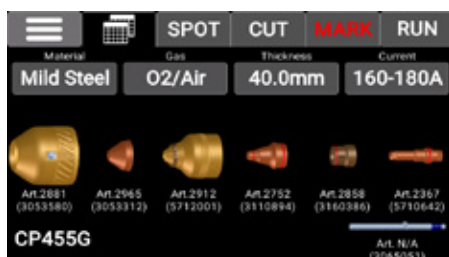 SPOT CUT MARK RUN
Material Gas Thickness Current
Mild Steel O2/Air 40.0mm 160-180A
Art.2881 Art.2965 Art.2912 Art.2752 Art.2858 Art.2367
(3053580) (3053312) (5712001) (3110894) (3160386) (5710642)
CP455G
Art. N/A
(3065051)